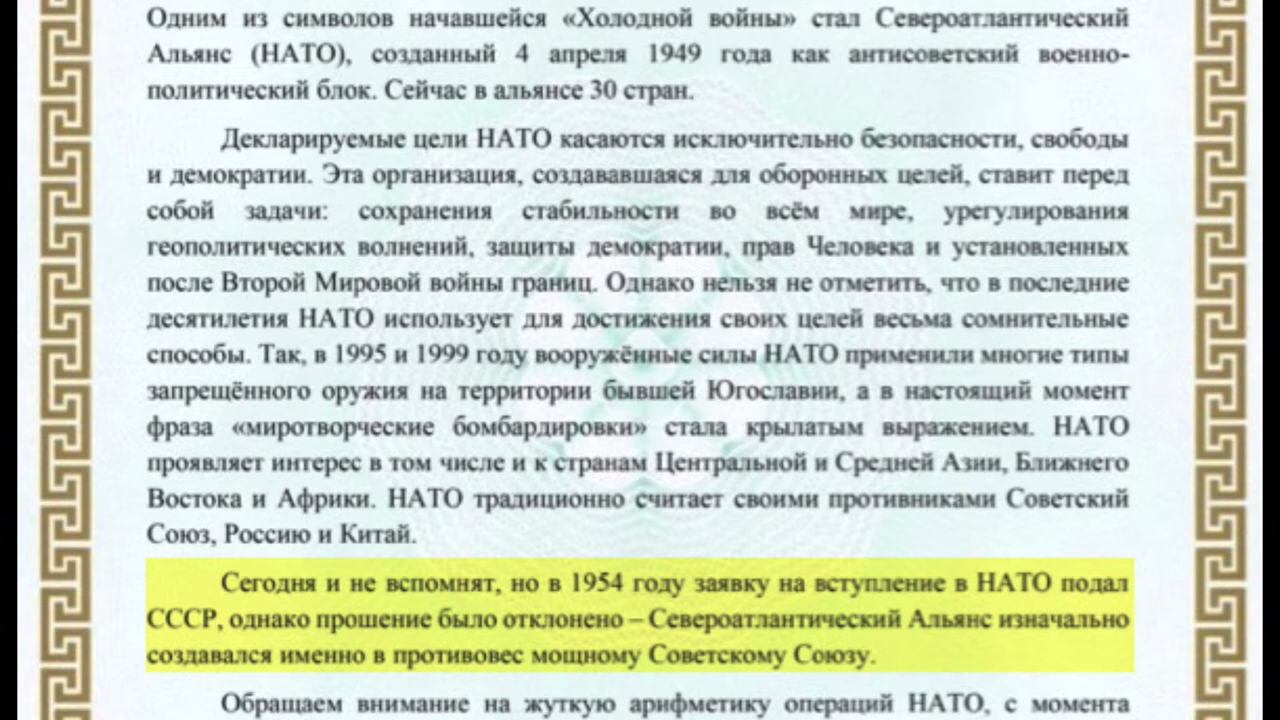 Одним из символов начавшейся «Холодной войны» стал Североатлантический
Альянс (НАТО), созданный 4 апреля 1949 года как антисоветский военно-
политический блок. Сейчас в альянсе 30 стран.
Декларируемые цели НАТО касаются исключительно безопасности, свободы
и демократии. Эта организация, создававшаяся для оборонных целей, ставит перед
собой задачи: сохранения стабильности во всём мире, урегулирования
геополитических волнений, защиты демократии, прав Человека и установленных
после Второй Мировой войны границ. Однако нельзя не отметить, что в последние
десятилетия НАТО использует для достижения своих целей весьма сомнительные
способы. Так, в 1995 и 1999 году вооружённые силы НАТО применили многие типы
запрещённого оружия на территории бывшей Югославии, а в настоящий момент
фраза «миротворческие бомбардировки» стала крылатым выражением. НАТО
проявляет интерес в том числе и к странам Центральной и Средней Азии, Ближнего
Востока и Африки. НАТО традиционно считает своими противниками Советский
Союз, Россию и Китай.
Сегодня и не вспомнят, но в 1954 году заявку на вступление в НАТО подал
СССР, однако прошение было отклонено – Североатлантический Альянс изначально
создавался именно в противовес мощному Советскому Союзу.
Обращаем внимание на жуткую арифметику операций НАТО, с момента